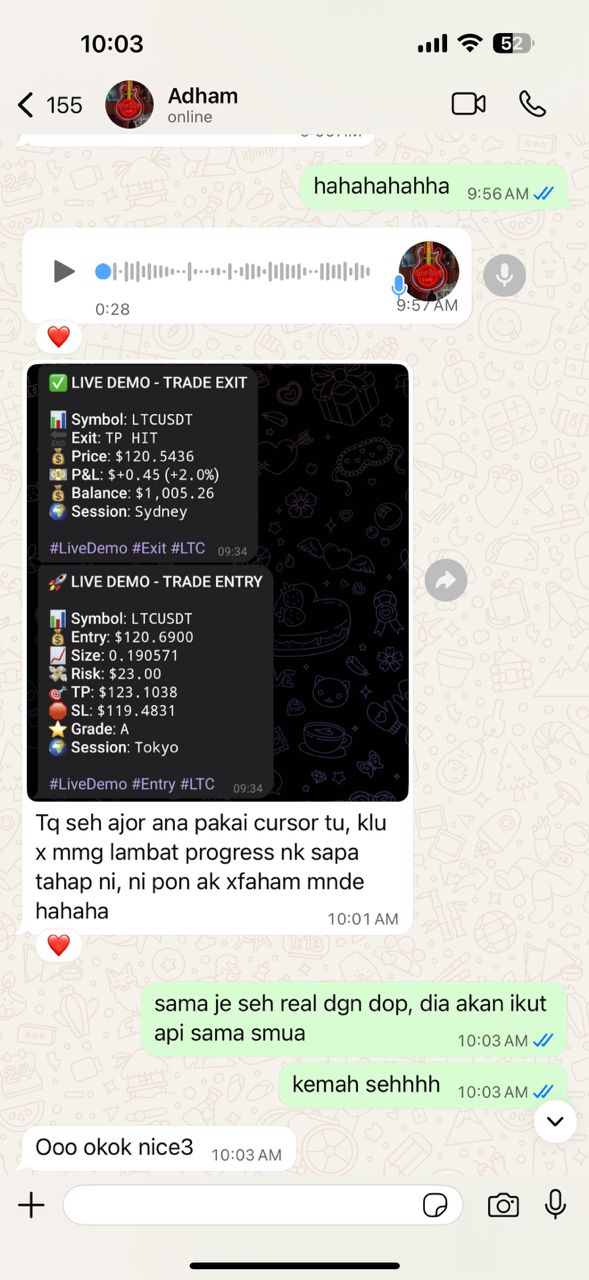 10:03
52
155
Adham
online
hahahahahha 9:56 AM
0:28
9:57 AM
✅ LIVE DEMO - TRADE EXIT
📊 Symbol: LTCUSDT
🔚 Exit: TP HIT
💰 Price: $120.5436
💵 P&L: $+0.45 (+2.0%)
💰 Balance: $1,005.26
🌍 Session: Sydney
#LiveDemo #Exit #LTC 09:34
🚀 LIVE DEMO - TRADE ENTRY
📊 Symbol: LTCUSDT
💰 Entry: $120.6900
📈 Size: 0.190571
💸 Risk: $23.00
🎯 TP: $123.1038
🛑 SL: $119.4831
⭐ Grade: A
🌍 Session: Tokyo
#LiveDemo #Entry #LTC 09:34
Tq seh ajor ana pakai cursor tu, klu
x mmg lambat progress nk sapa
tahap ni, ni pon ak xfaham mnde
hahaha 10:01 AM
sama je seh real dgn dop, dia akan ikut
api sama smua 10:03 AM
kemah sehhhh 10:03 AM
Ooo okok nice3 10:03 AM